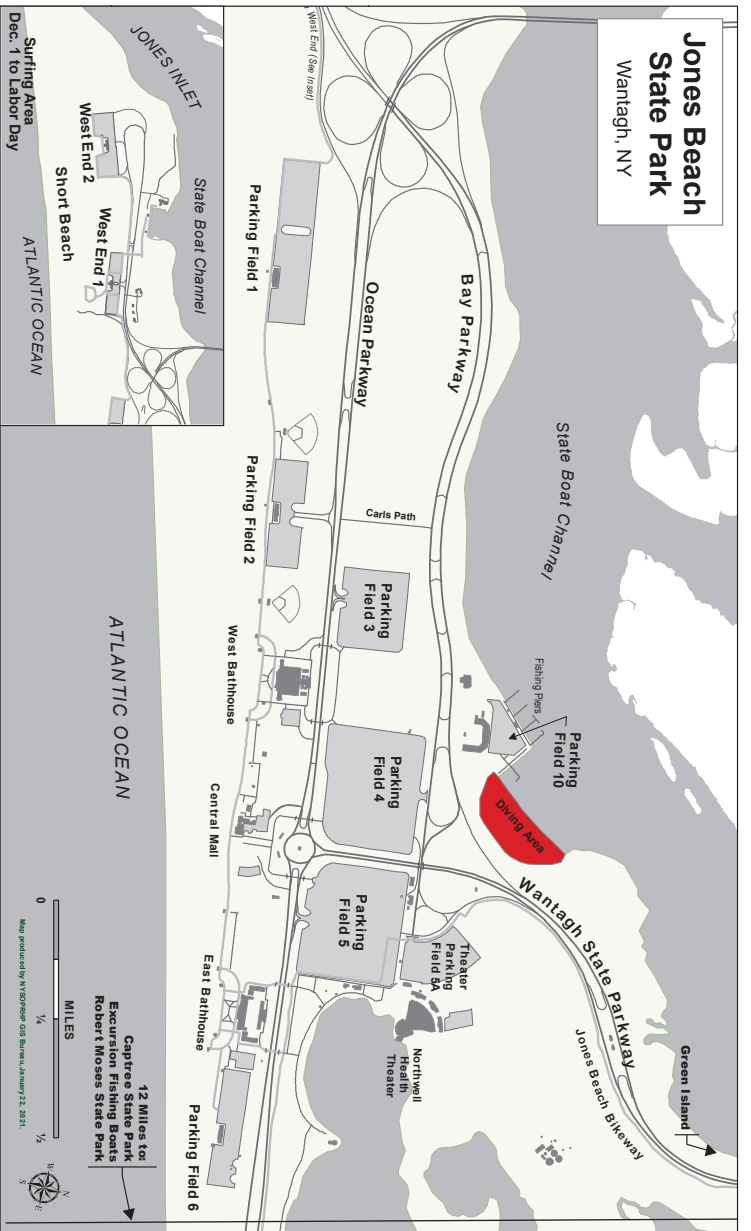 Jones Beach
State Park
Wantagh, NY
West End (See Inset)
Parking Field 1
Ocean Parkway
Bay Parkway
State Boat Channel
Parking Field 2
Carls Path
Parking
Field 3
West Bathhouse
Fishing Piers
Parking
Field 10
Diving Area
Parking
Field 4
Central Mall
Wantagh State Parkway
Parking
Field 5
Theater
Parking
Field 5A
Northwell
Health
Theater
East Bathhouse
Jones Beach Bikeway
Green Island
Parking Field 6
ATLANTIC OCEAN
12 Miles to:
Captree State Park
Excursion Fishing Boats
Robert Moses State Park
0 ¼ ½
MILES
Map produced by NYSOPRHP GIS Bureau, January 22, 2021.
N
W
E
S
JONES INLET
State Boat Channel
West End 2
West End 1
Short Beach
ATLANTIC OCEAN
Surfing Area
Dec. 1 to Labor Day